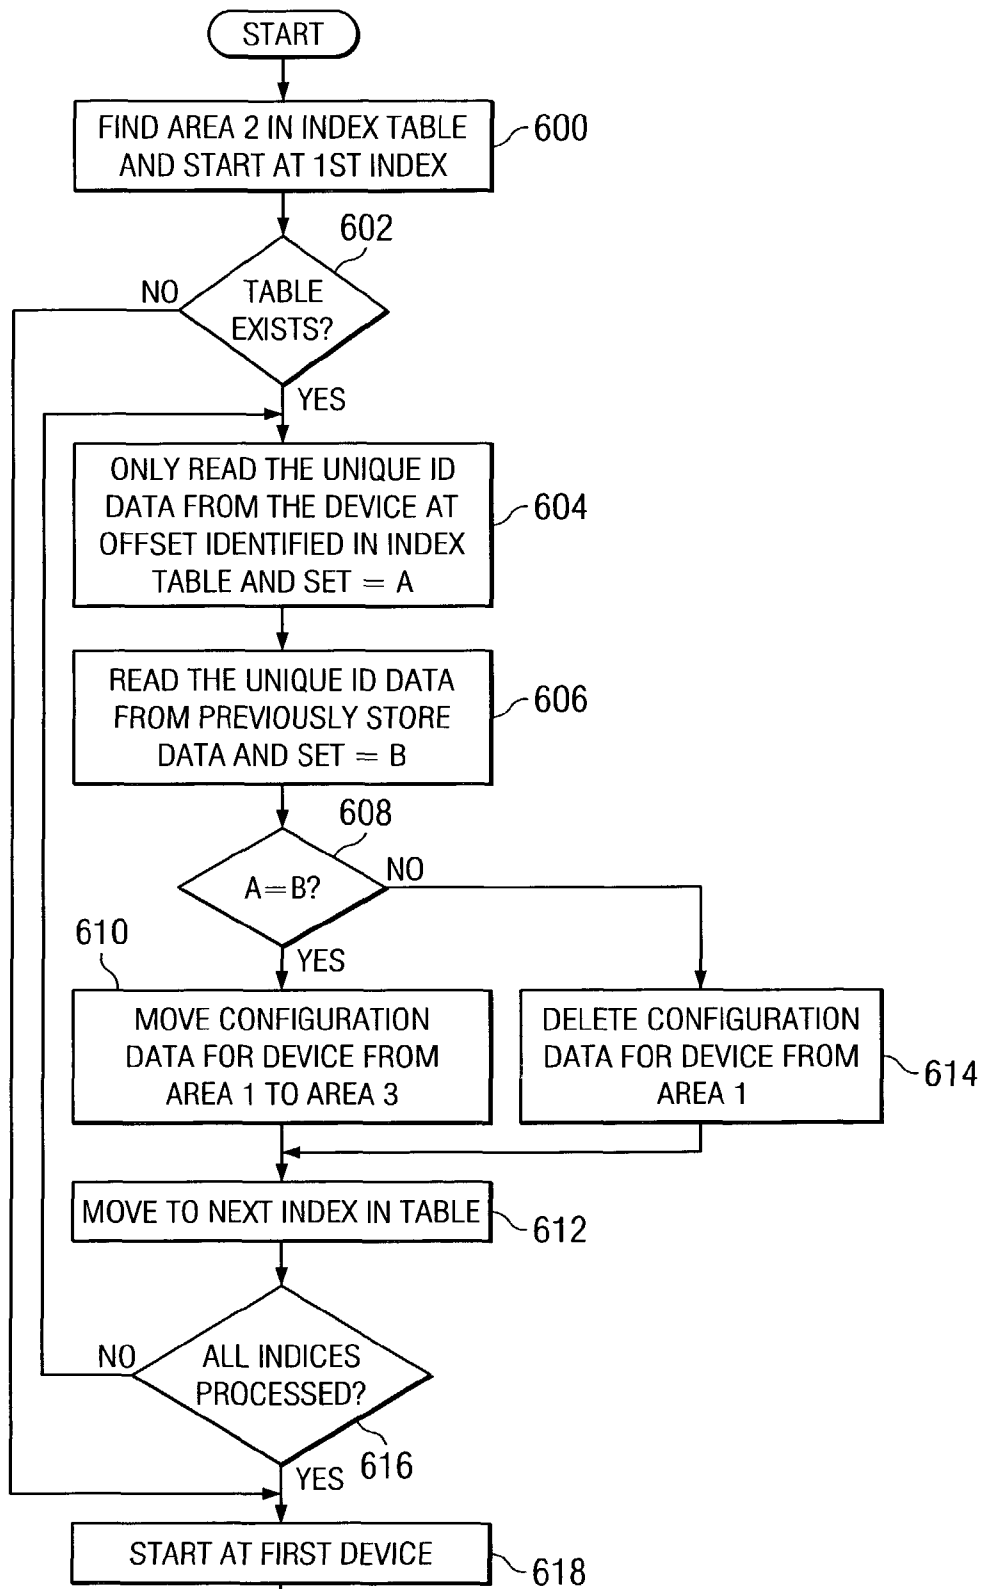 START
FIND AREA 2 IN INDEX TABLE
AND START AT 1ST INDEX
600
602
TABLE
EXISTS?
NO
YES
ONLY READ THE UNIQUE ID
DATA FROM THE DEVICE AT
OFFSET IDENTIFIED IN INDEX
TABLE AND SET = A
604
READ THE UNIQUE ID DATA
FROM PREVIOUSLY STORE
DATA AND SET = B
606
608
A=B?
NO
YES
610
MOVE CONFIGURATION
DATA FOR DEVICE FROM
AREA 1 TO AREA 3
DELETE CONFIGURATION
DATA FOR DEVICE FROM
AREA 1
614
MOVE TO NEXT INDEX IN TABLE
612
ALL INDICES
PROCESSED?
NO
616
YES
START AT FIRST DEVICE
618